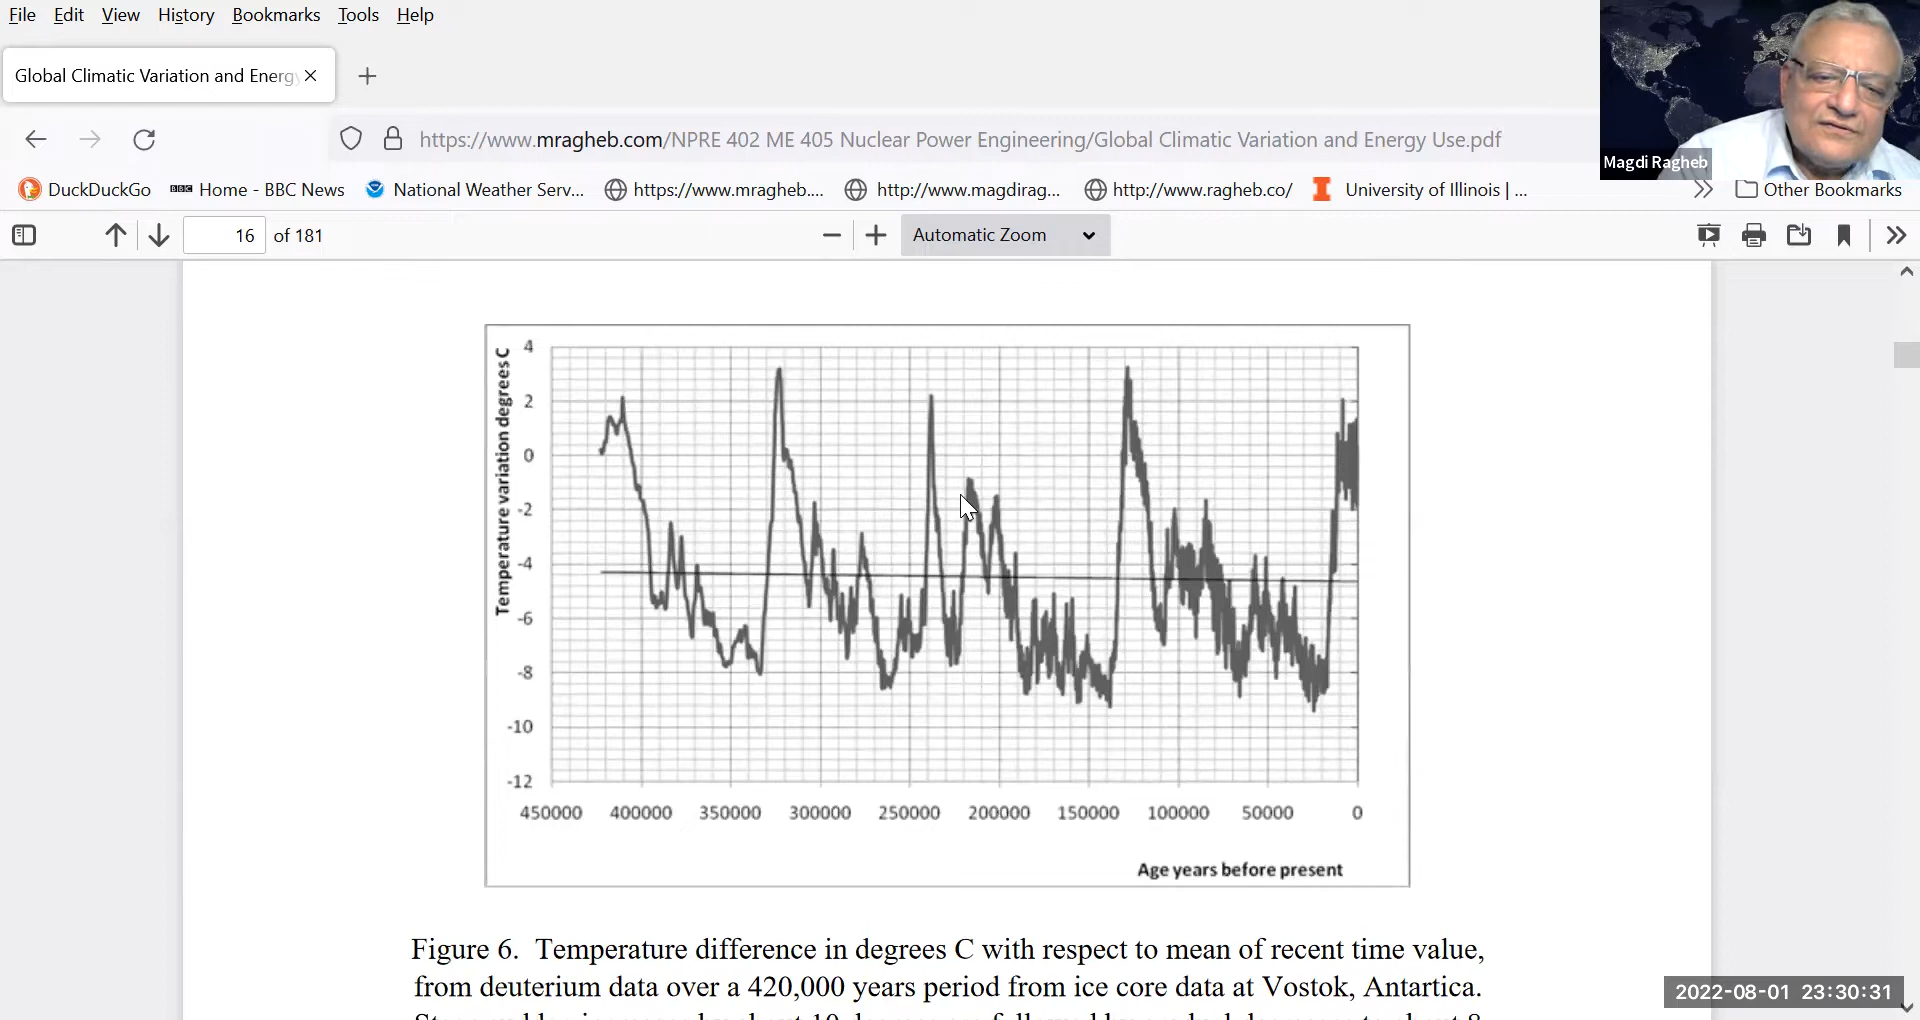 File Edit View History Bookmarks Tools Help
Global Climatic Variation and Energy
https://www.mragheb.com/NPRE 402 ME 405 Nuclear Power Engineering/Global Climatic Variation and Energy Use.pdf
Magdi Ragheb
DuckDuckGo BBC Home - BBC News National Weather Serv... https://www.mragheb.... http://www.magdirag... http://www.ragheb.co/ University of Illinois | ... Other Bookmarks
16 of 181 Automatic Zoom
Temperature variation degrees C
4
2
0
-2
-4
-6
-8
-10
-12
450000 400000 350000 300000 250000 200000 150000 100000 50000 0
Age years before present
Figure 6. Temperature difference in degrees C with respect to mean of recent time value,
from deuterium data over a 420,000 years period from ice core data at Vostok, Antartica.
2022-08-01 23:30:31